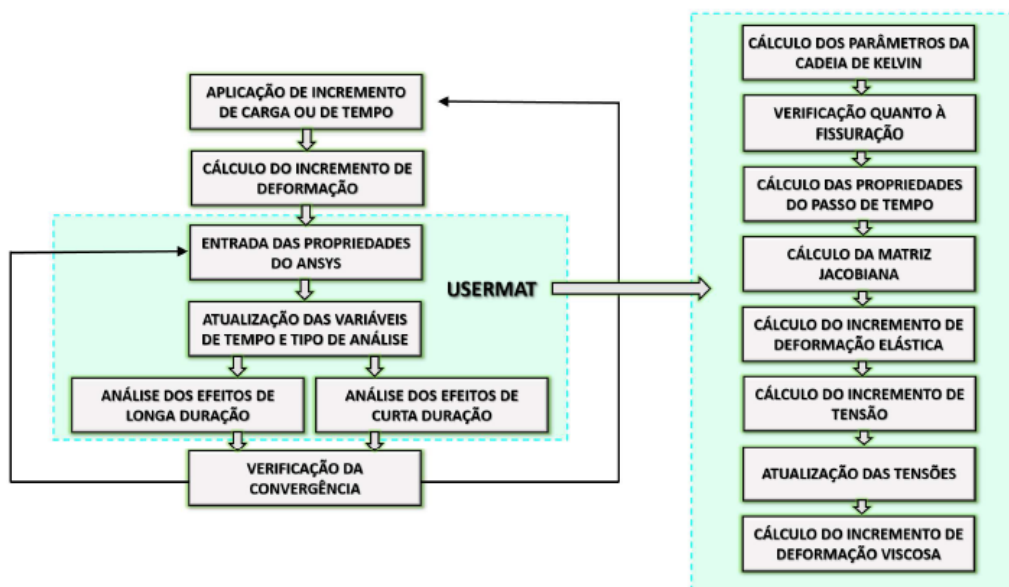 APLICAÇÃO DE INCREMENTO
DE CARGA OU DE TEMPO
CÁLCULO DO INCREMENTO DE
DEFORMAÇÃO
ENTRADA DAS PROPRIEDADES
DO ANSYS
USERMAT
ATUALIZAÇÃO DAS VARIÁVEIS
DE TEMPO E TIPO DE ANÁLISE
ANÁLISE DOS EFEITOS DE
LONGA DURAÇÃO
ANÁLISE DOS EFEITOS DE
CURTA DURAÇÃO
VERIFICAÇÃO DA
CONVERGÊNCIA
CÁLCULO DOS PARÂMETROS DA
CADEIA DE KELVIN
VERIFICAÇÃO QUANTO À
FISSURAÇÃO
CÁLCULO DAS PROPRIEDADES
DO PASSO DE TEMPO
CÁLCULO DA MATRIZ
JACOBIANA
CÁLCULO DO INCREMENTO DE
DEFORMAÇÃO ELÁSTICA
CÁLCULO DO INCREMENTO DE
TENSÃO
ATUALIZAÇÃO DAS TENSÕES
CÁLCULO DO INCREMENTO DE
DEFORMAÇÃO VISCOSA